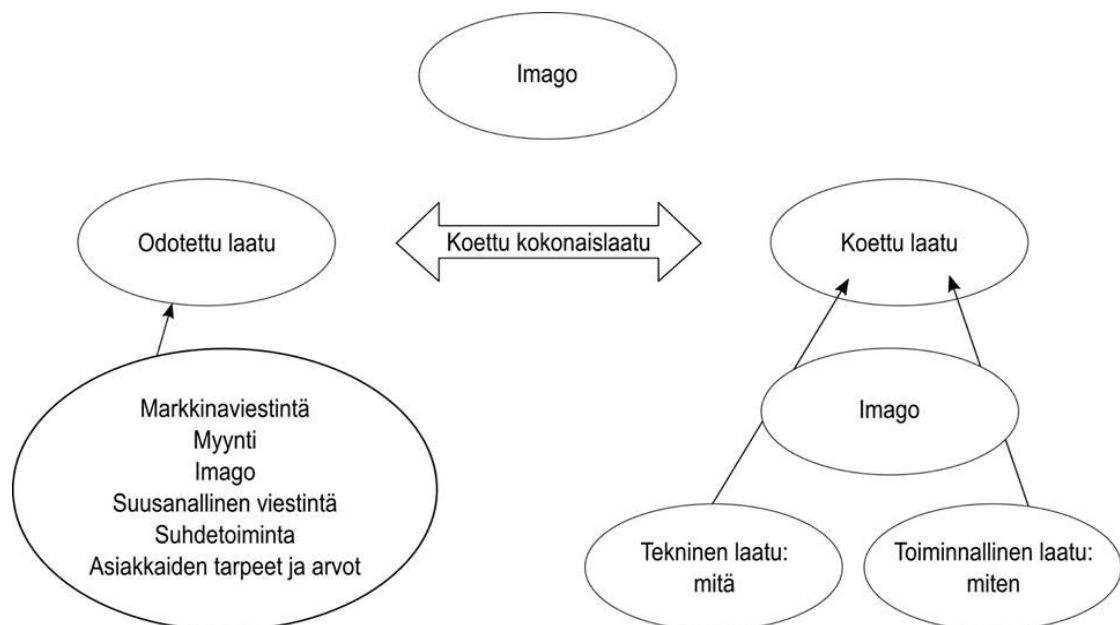 Imago
Odotettu laatu
Koettu kokonaislaatu
Koettu laatu
Markkinaviestintä
Myynti
Imago
Suusanallinen viestintä
Suhdetoiminta
Asiakkaiden tarpeet ja arvot
Imago
Tekninen laatu:
mitä
Toiminnallinen laatu:
miten